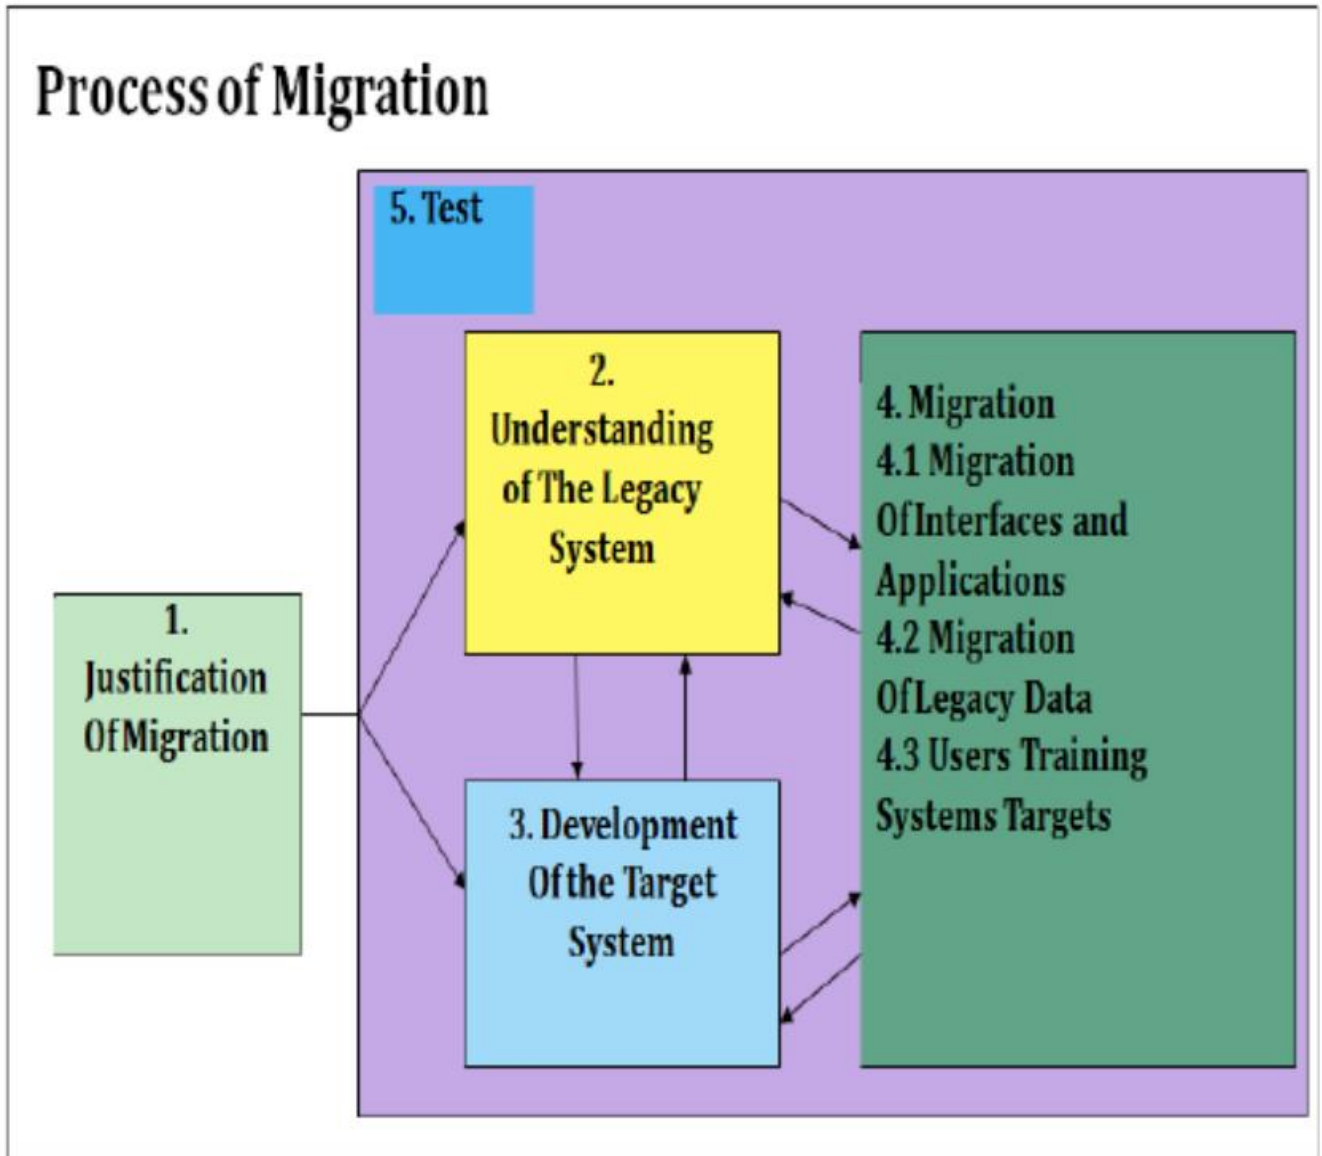 Process of Migration
5. Test
2.
Understanding
of The Legacy
System
4. Migration
4.1 Migration
Of Interfaces and
Applications
4.2 Migration
Of Legacy Data
4.3 Users Training
Systems Targets
1.
Justification
Of Migration
3. Development
Of the Target
System